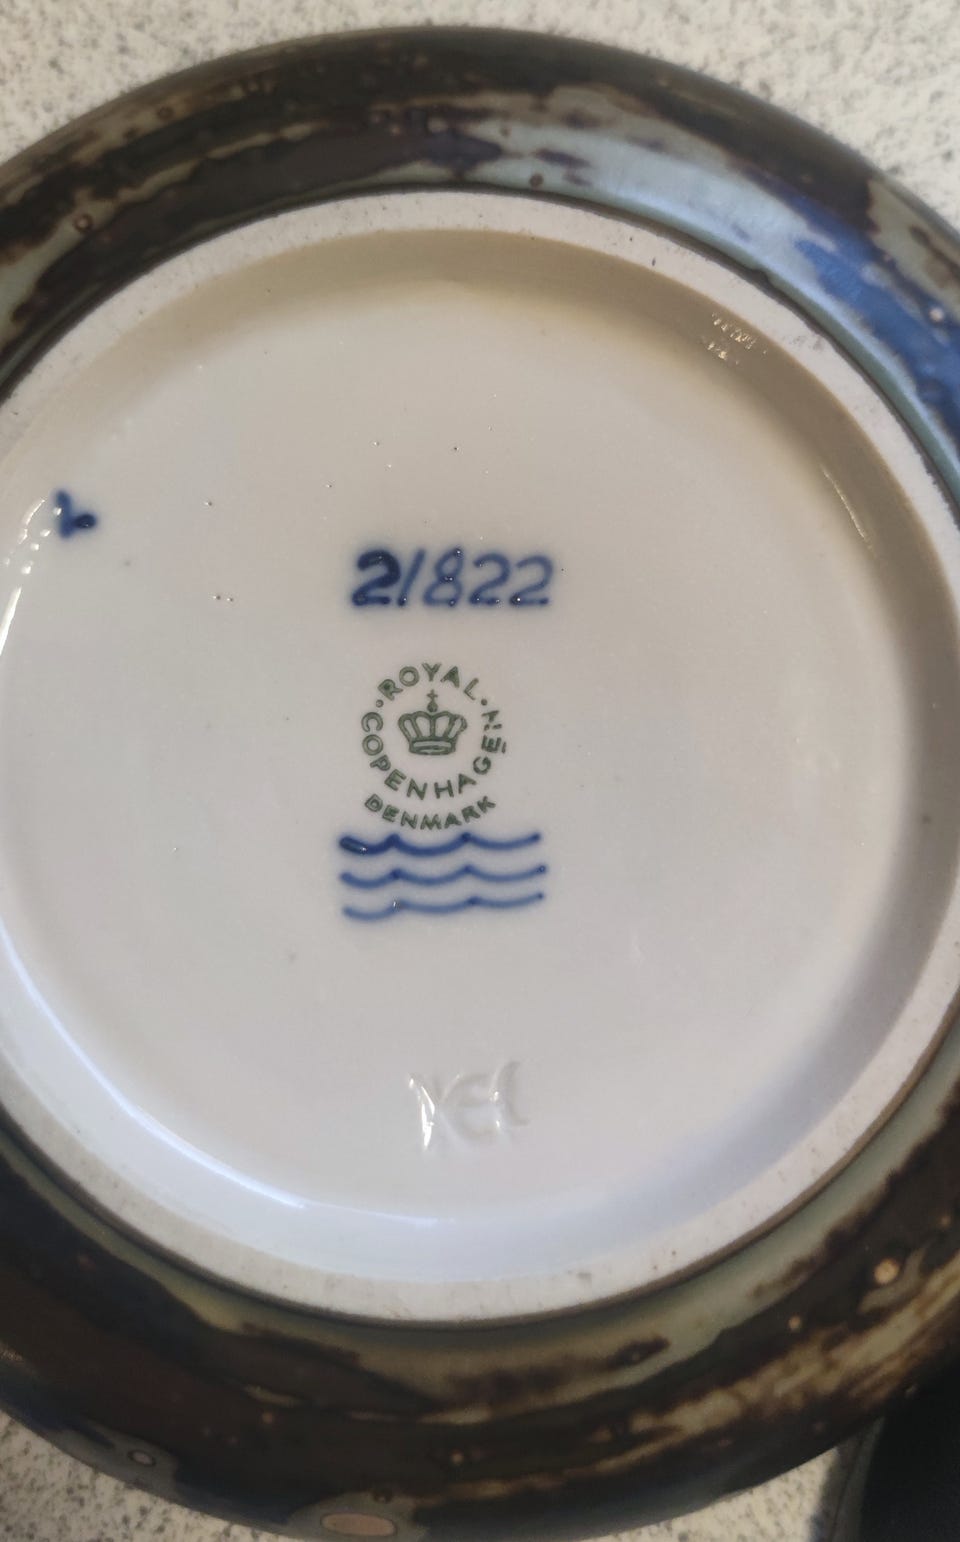 21822
ROYAL
COPENHAGEN
DENMARK